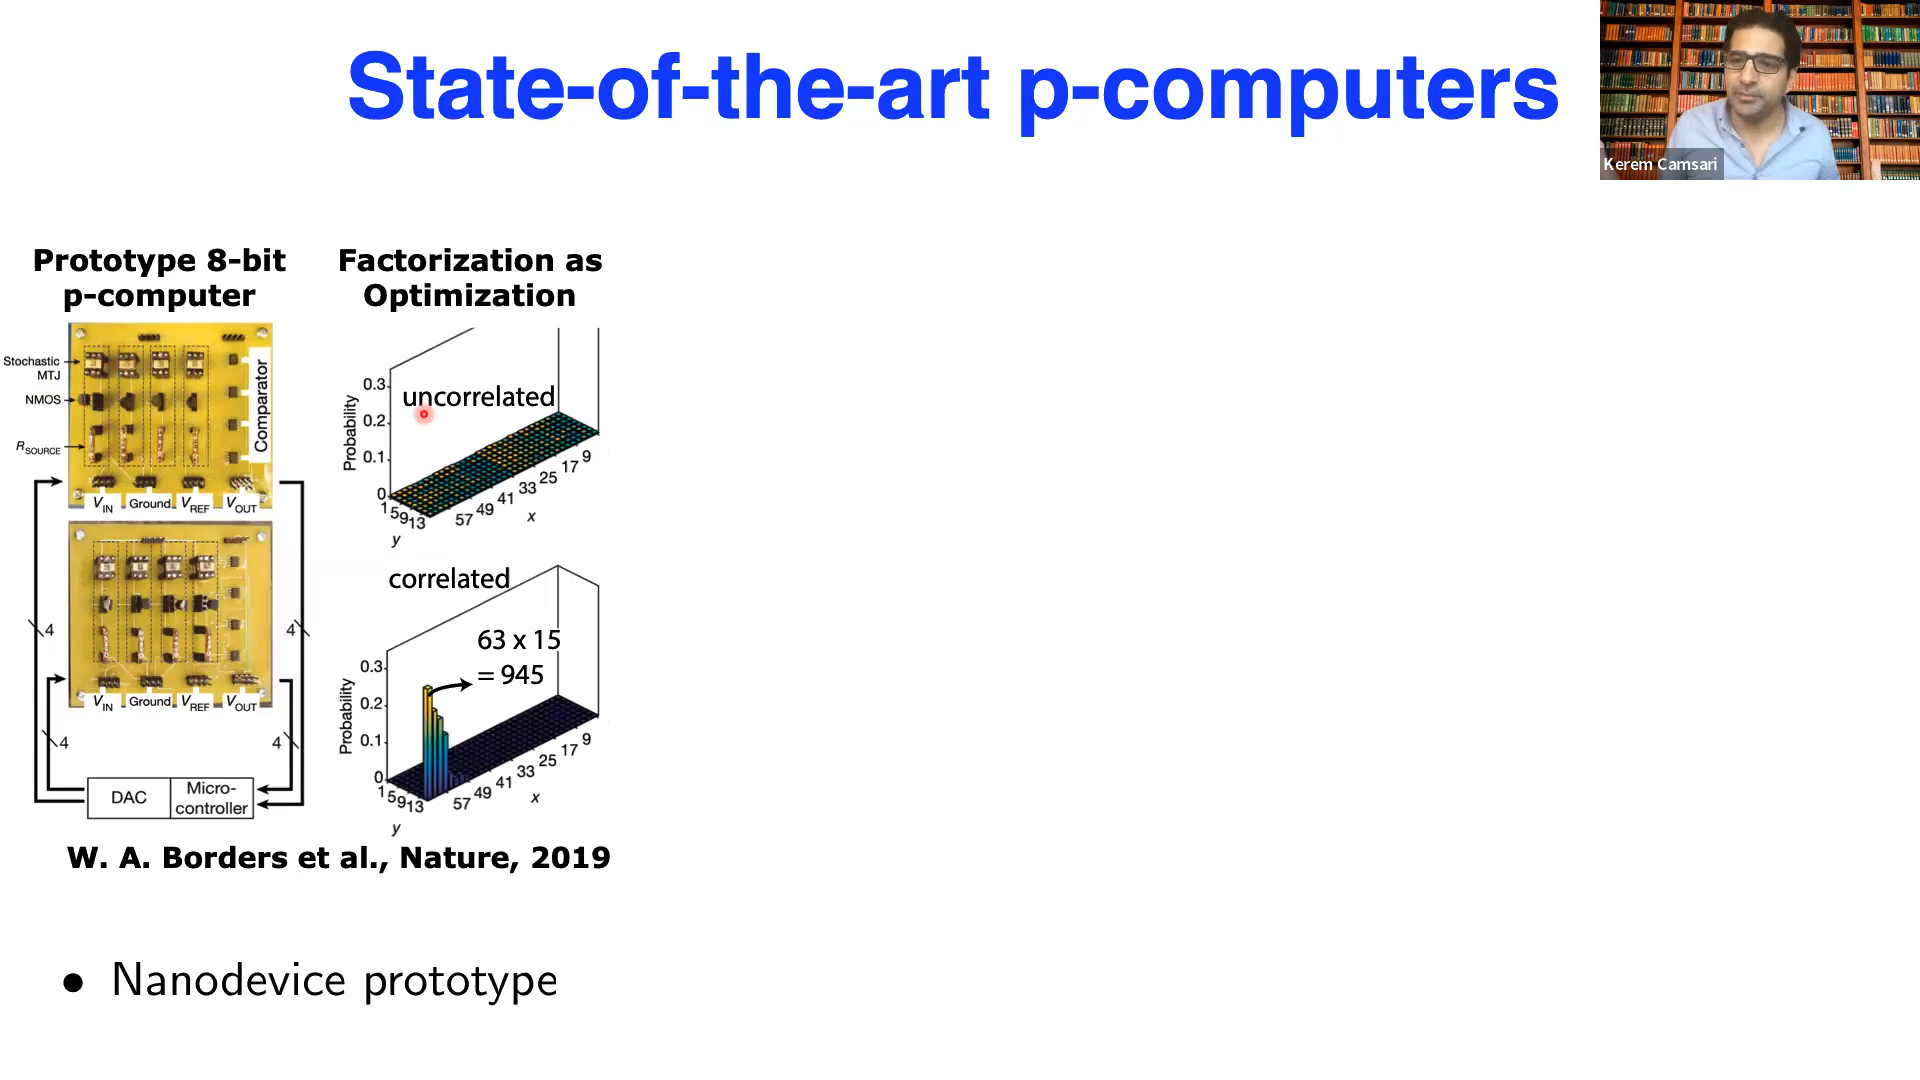 State-of-the-art p-computers
Kerem Camsari
Prototype 8-bit
p-computer
Stochastic
MTJ
NMOS
RSOURCE
Comparator
VIN Ground VREF VOUT
4
4
VIN Ground VREF VOUT
4
4
DAC
Micro-
controller
Factorization as
Optimization
uncorrelated
Probability
0.3
0.2
0.1
0
1 5 9 13
y
57 49 41 33 25 17 9
x
correlated
63 x 15
= 945
Probability
0.3
0.2
0.1
0
1 5 9 13
y
57 49 41 33 25 17 9
x
W. A. Borders et al., Nature, 2019
• Nanodevice prototype